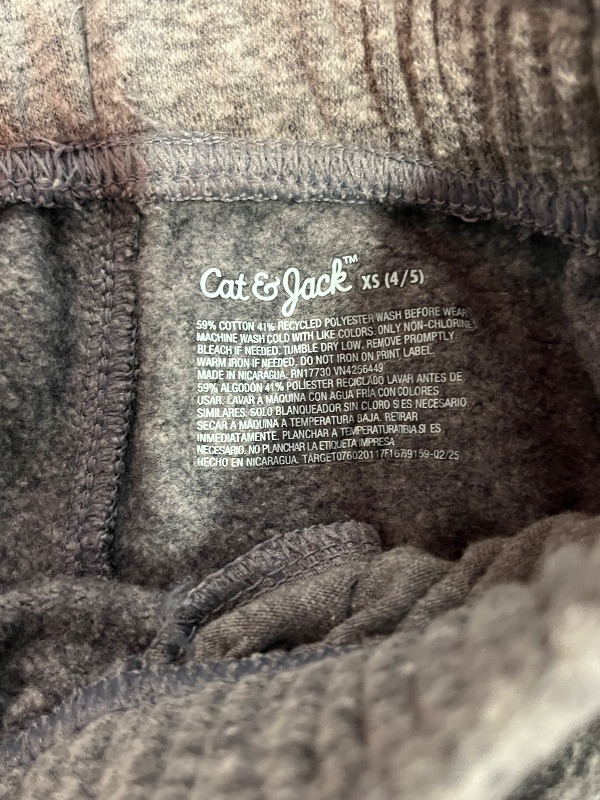 Cat & Jack™ XS (4/5)
59% COTTON 41% RECYCLED POLYESTER WASH BEFORE WEAR.
MACHINE WASH COLD WITH LIKE COLORS. ONLY NON-CHLORINE
BLEACH IF NEEDED. TUMBLE DRY LOW. REMOVE PROMPTLY.
WARM IRON IF NEEDED. DO NOT IRON ON PRINT LABEL.
MADE IN NICARAGUA. RN17730 VN4256449
59% ALGODÓN 41% POLIÉSTER RECICLADO LAVAR ANTES DE
USAR. LAVAR A MÁQUINA CON AGUA FRÍA CON COLORES
SIMILARES. SOLO BLANQUEADOR SIN CLORO SI ES NECESARIO.
SECAR A MÁQUINA A TEMPERATURA BAJA. RETIRAR
INMEDIATAMENTE. PLANCHAR A TEMPERATURA TIBIA SI ES
NECESARIO. NO PLANCHAR LA ETIQUETA IMPRESA
HECHO EN NICARAGUA. TARGET076020117F16769159-02/25